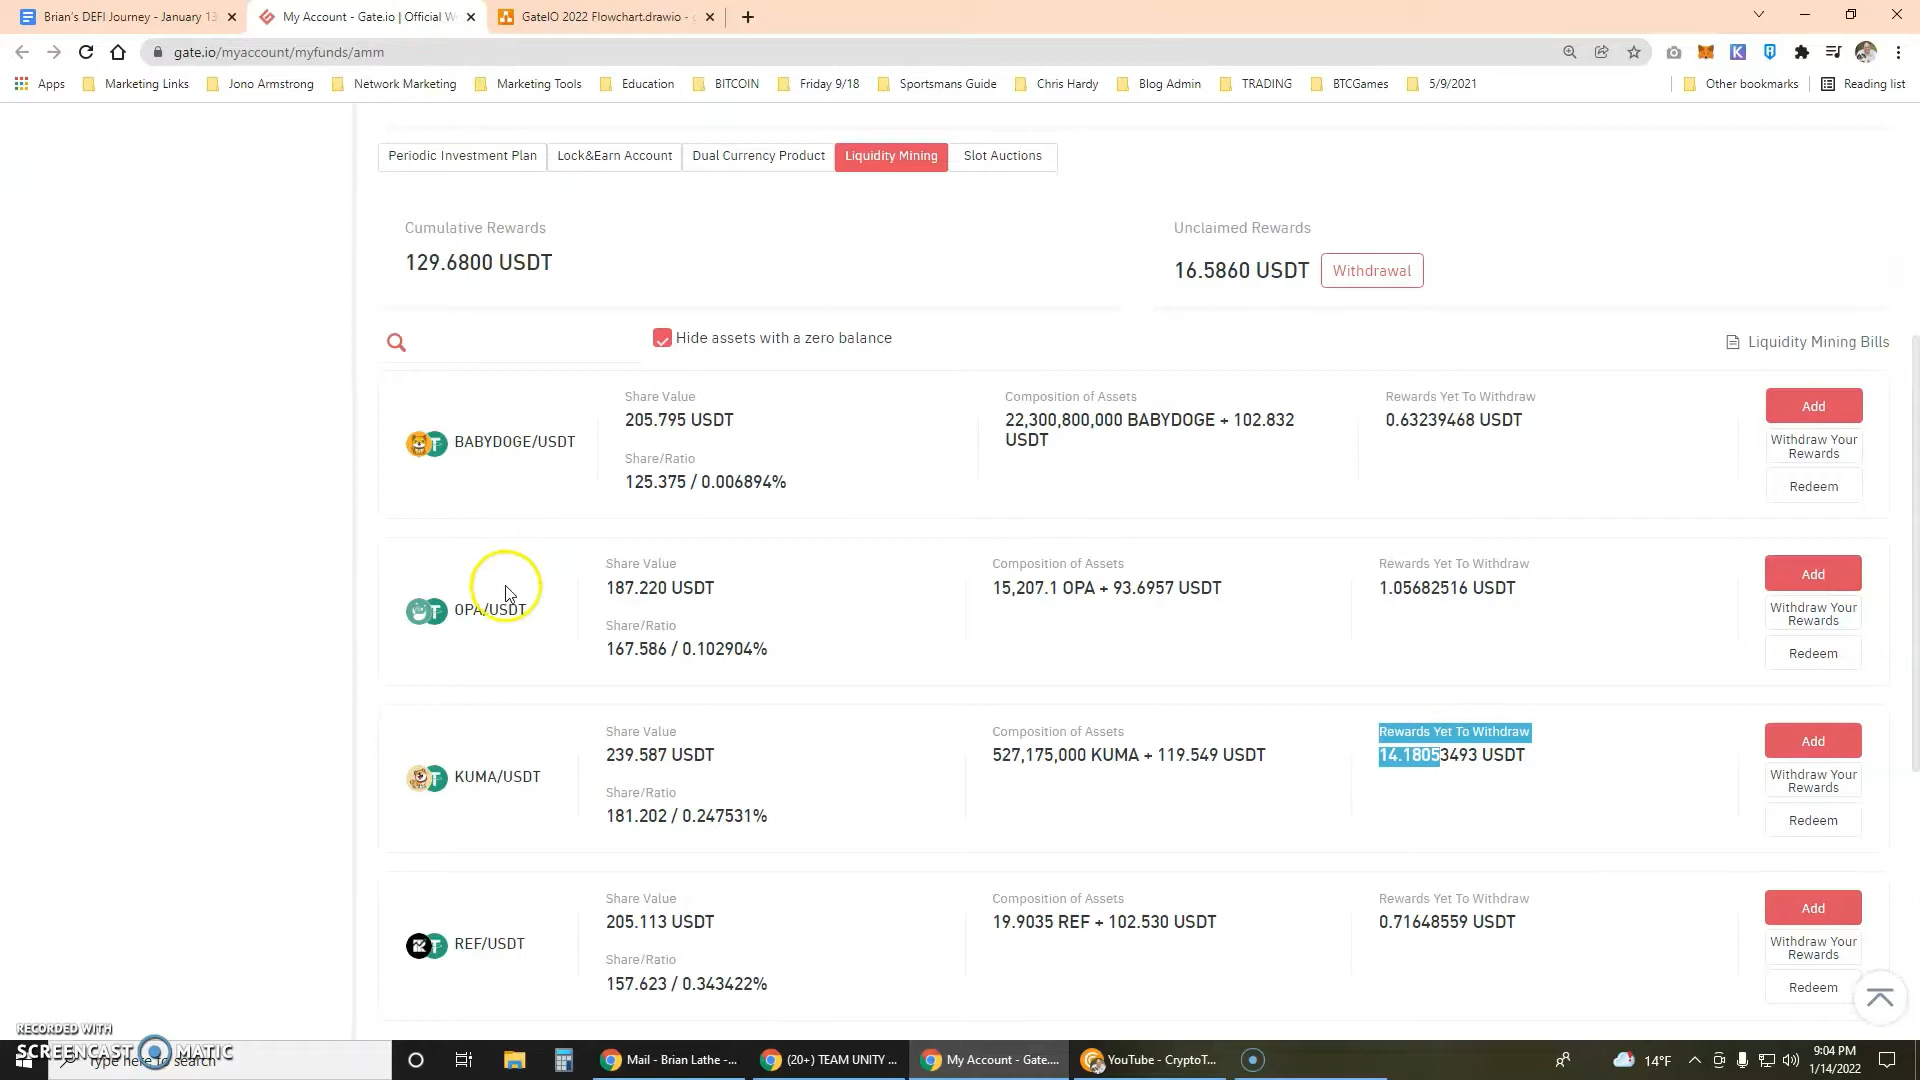 Brian's DEFI Journey - January 13
My Account - Gate.io | Official W
GateIO 2022 Flowchart.drawio -
gate.io/myaccount/myfunds/amm
Apps
Marketing Links
Jono Armstrong
Network Marketing
Marketing Tools
Education
BITCOIN
Friday 9/18
Sportsmans Guide
Chris Hardy
Blog Admin
TRADING
BTCGames
5/9/2021
Other bookmarks
Reading list
Periodic Investment Plan
Lock&Earn Account
Dual Currency Product
Liquidity Mining
Slot Auctions
Cumulative Rewards
129.6800 USDT
Unclaimed Rewards
16.5860 USDT
Withdrawal
Hide assets with a zero balance
Liquidity Mining Bills
BABYDOGE/USDT
Share Value
205.795 USDT
Share/Ratio
125.375 / 0.006894%
Composition of Assets
22,300,800,000 BABYDOGE + 102.832
USDT
Rewards Yet To Withdraw
0.63239468 USDT
Add
Withdraw Your
Rewards
Redeem
OPA/USDT
Share Value
187.220 USDT
Share/Ratio
167.586 / 0.102904%
Composition of Assets
15,207.1 OPA + 93.6957 USDT
Rewards Yet To Withdraw
1.05682516 USDT
Add
Withdraw Your
Rewards
Redeem
KUMA/USDT
Share Value
239.587 USDT
Share/Ratio
181.202 / 0.247531%
Composition of Assets
527,175,000 KUMA + 119.549 USDT
Rewards Yet To Withdraw
14.18053493 USDT
Add
Withdraw Your
Rewards
Redeem
REF/USDT
Share Value
205.113 USDT
Share/Ratio
157.623 / 0.343422%
Composition of Assets
19.9035 REF + 102.530 USDT
Rewards Yet To Withdraw
0.71648559 USDT
Add
Withdraw Your
Rewards
Redeem
RECORDED WITH
SCREENCAST MATIC
Type here to search
Mail - Brian Lathe -...
(20+) TEAM UNITY ...
My Account - Gate....
YouTube - CryptoT...
14°F
9:04 PM
1/14/2022